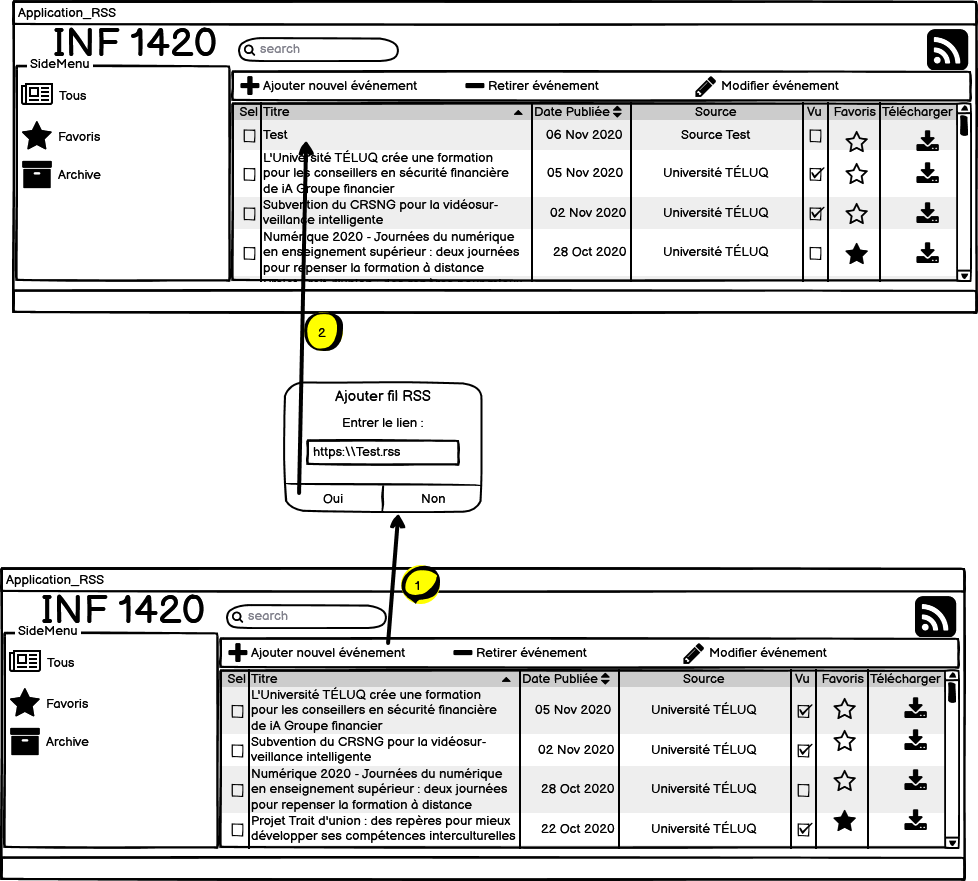 Application_RSS
INF 1420
search
SideMenu
Tous
Favoris
Archive
Ajouter nouvel événement
Retirer événement
Modifier événement
Sel Titre Date Publiée Source Vu Favoris Télécharger
Test 06 Nov 2020 Source Test
L'Université TÉLUQ crée une formation
pour les conseillers en sécurité financière 05 Nov 2020 Université TÉLUQ
de iA Groupe financier
Subvention du CRSNG pour la vidéosur-
veillance intelligente 02 Nov 2020 Université TÉLUQ
Numérique 2020 - Journées du numérique
en enseignement supérieur : deux journées 28 Oct 2020 Université TÉLUQ
pour repenser la formation à distance
2
Ajouter fil RSS
Entrer le lien :
https:\\Test.rss
Oui Non
1
Application_RSS
INF 1420
search
SideMenu
Tous
Favoris
Archive
Ajouter nouvel événement
Retirer événement
Modifier événement
Sel Titre Date Publiée Source Vu Favoris Télécharger
L'Université TÉLUQ crée une formation
pour les conseillers en sécurité financière 05 Nov 2020 Université TÉLUQ
de iA Groupe financier
Subvention du CRSNG pour la vidéosur-
veillance intelligente 02 Nov 2020 Université TÉLUQ
Numérique 2020 - Journées du numérique
en enseignement supérieur : deux journées 28 Oct 2020 Université TÉLUQ
pour repenser la formation à distance
Projet Trait d'union : des repères pour mieux
développer ses compétences interculturelles 22 Oct 2020 Université TÉLUQ